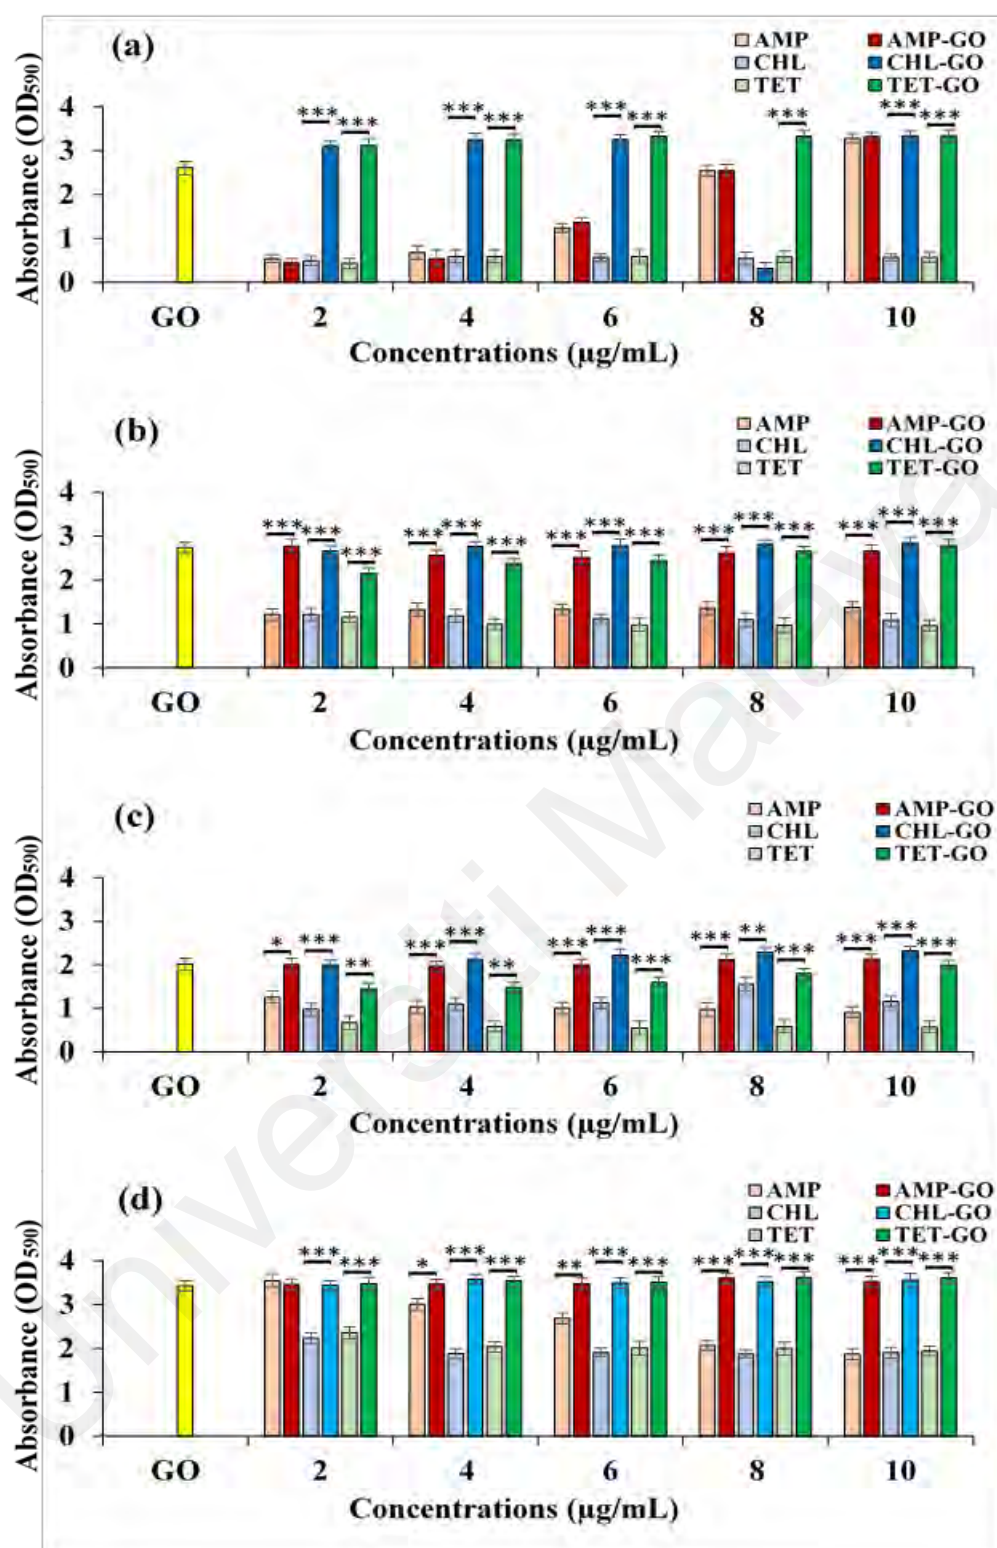 (a)
AMP AMP-GO
CHL CHL-GO
TET TET-GO
Absorbance (OD590)
4
3
2
1
0
*** *** *** *** *** *** *** *** ***
GO 2 4 6 8 10
Concentrations (µg/mL)
(b)
AMP AMP-GO
CHL CHL-GO
TET TET-GO
Absorbance (OD590)
4
3
2
1
0
*** *** *** *** *** *** *** *** *** *** *** *** *** *** ***
GO 2 4 6 8 10
Concentrations (µg/mL)
(c)
AMP AMP-GO
CHL CHL-GO
TET TET-GO
Absorbance (OD590)
4
3
2
1
0
* *** ** *** *** ** *** *** *** *** ** *** *** *** ***
GO 2 4 6 8 10
Concentrations (µg/mL)
(d)
AMP AMP-GO
CHL CHL-GO
TET TET-GO
Absorbance (OD590)
4
3
2
1
0
*** *** * *** *** ** *** *** *** *** *** *** *** ***
GO 2 4 6 8 10
Concentrations (µg/mL)
Universiti Malaya